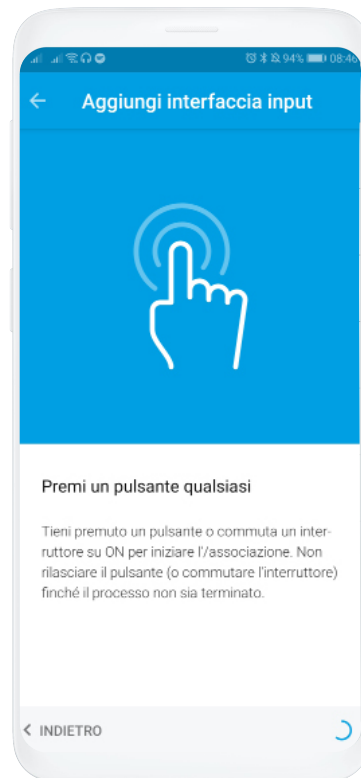 94% 08:46
Aggiungi interfaccia input
Premi un pulsante qualsiasi
Tieni premuto un pulsante o commuta un inter-
ruttore su ON per iniziare l'/associazione. Non
rilasciare il pulsante (o commutare l'interruttore)
finché il processo non sia terminato.
INDIETRO